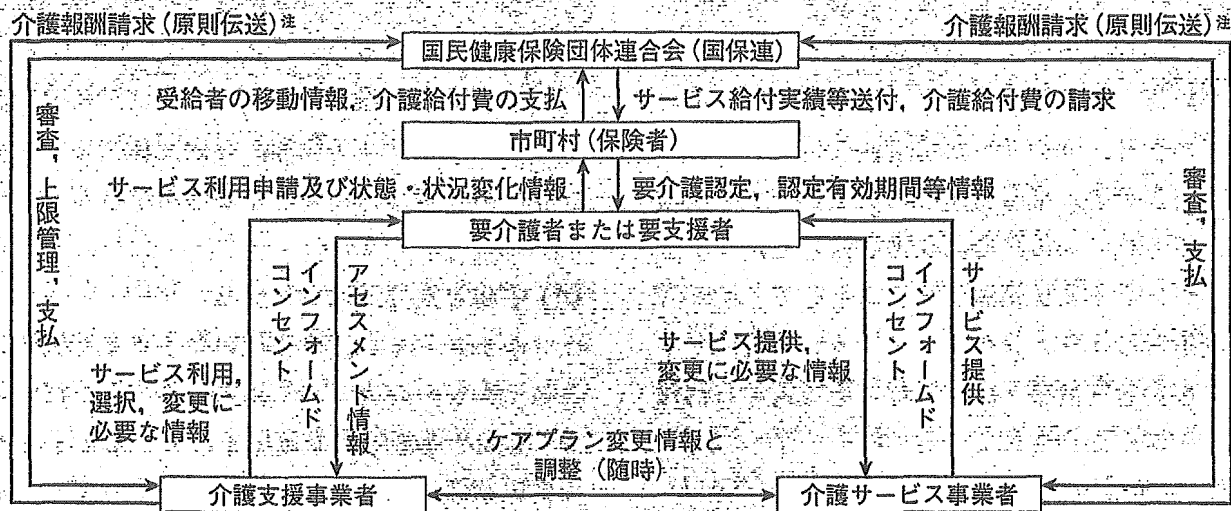 介護報酬請求(原則伝送)注
介護報酬請求(原則伝送)注
国民健康保険団体連合会(国保連)
受給者の移動情報,介護給付費の支払
サービス給付実績等送付,介護給付費の請求
市町村(保険者)
サービス利用申請及び状態・状況変化情報
要介護認定,認定有効期間等情報
要介護者または要支援者
審査,上限管理,支払
審査,支払
インフォームド
コンセント
アセスメント情報
サービス利用,
選択,変更に
必要な情報
サービス提供,
変更に必要な情報
インフォームド
コンセント
サービス提供
ケアプラン変更情報と
調整(随時)
介護支援事業者
介護サービス事業者